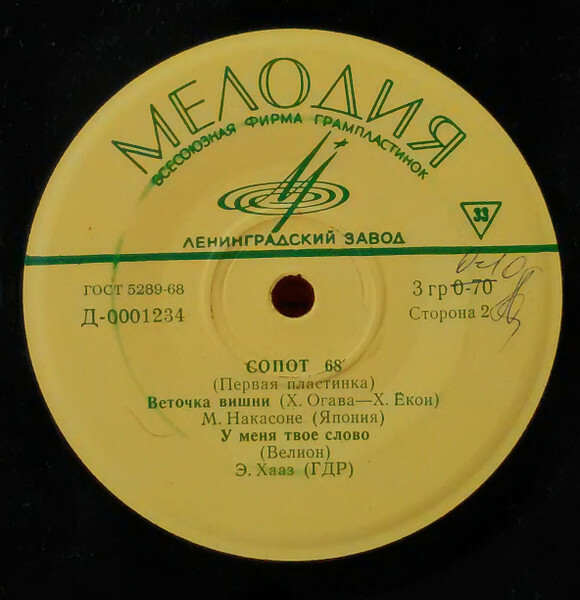 МЕЛОДИЯ
ВСЕСОЮЗНАЯ ФИРМА ГРАМПЛАСТИНОК
33
ЛЕНИНГРАДСКИЙ ЗАВОД
ГОСТ 5289-68
3 гр 0-70
Д-0001234
Сторона 2
СОПОТ 68
(Первая пластинка)
Веточка вишни (Х. Огава—Х. Ёкои)
М. Накасоне (Япония)
У меня твое слово
(Велион)
Э. Хааз (ГДР)